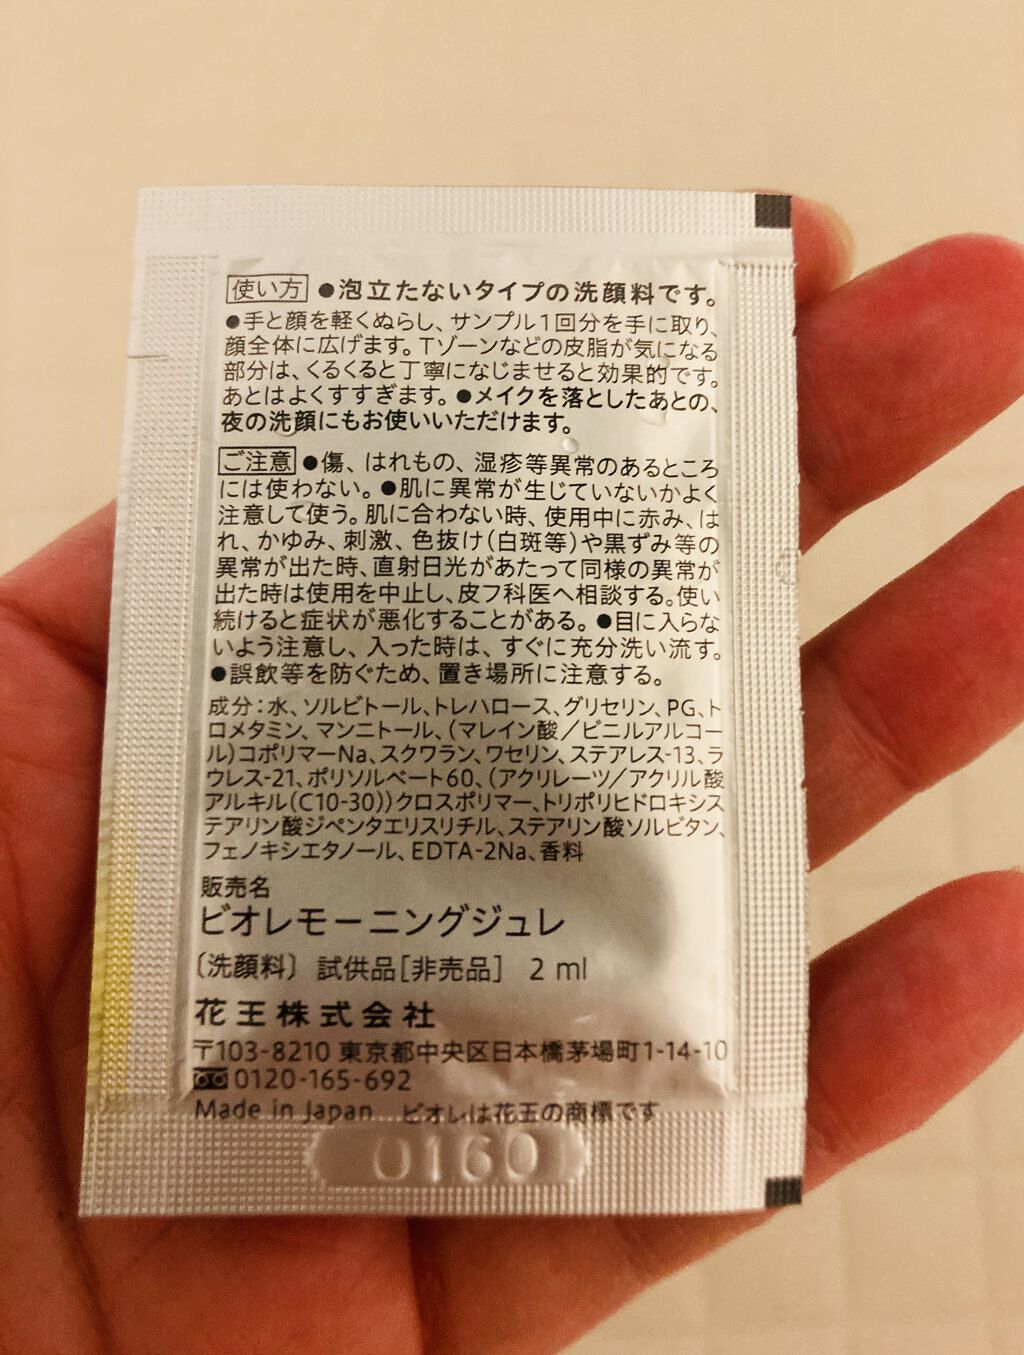 使い方 ●泡立たないタイプの洗顔料です。
●手と顔を軽くぬらし、サンプル1回分を手に取り、
顔全体に広げます。Tゾーンなどの皮脂が気になる
部分は、くるくると丁寧になじませると効果的です。
あとはよくすすぎます。●メイクを落としたあとの、
夜の洗顔にもお使いいただけます。
ご注意 ●傷、はれもの、湿疹等異常のあるところ
には使わない。●肌に異常が生じていないかよく
注意して使う。肌に合わない時、使用中に赤み、は
れ、かゆみ、刺激、色抜け(白斑等)や黒ずみ等の
異常が出た時、直射日光があたって同様の異常が
出た時は使用を中止し、皮フ科医へ相談する。使い
続けると症状が悪化することがある。●目に入らな
いよう注意し、入った時は、すぐに充分洗い流す。
●誤飲等を防ぐため、置き場所に注意する。
成分:水、ソルビトール、トレハロース、グリセリン、PG、ト
ロメタミン、マンニトール、(マレイン酸/ビニルアルコー
ル)コポリマーNa、スクワラン、ワセリン、ステアレス-13、ラ
ウレス-21、ポリソルベート60、(アクリレーツ/アクリル酸
アルキル(C10-30))クロスポリマー、トリポリヒドロキシス
テアリン酸ジペンタエリスリチル、ステアリン酸ソルビタン、
フェノキシエタノール、EDTA-2Na、香料
販売名
ビオレモーニングジュレ
〔洗顔料〕 試供品[非売品] 2 ml
花王株式会社
〒103-8210 東京都中央区日本橋茅場町1-14-10
0120-165-692
Made in Japan ビオレは花王の商標です
0160